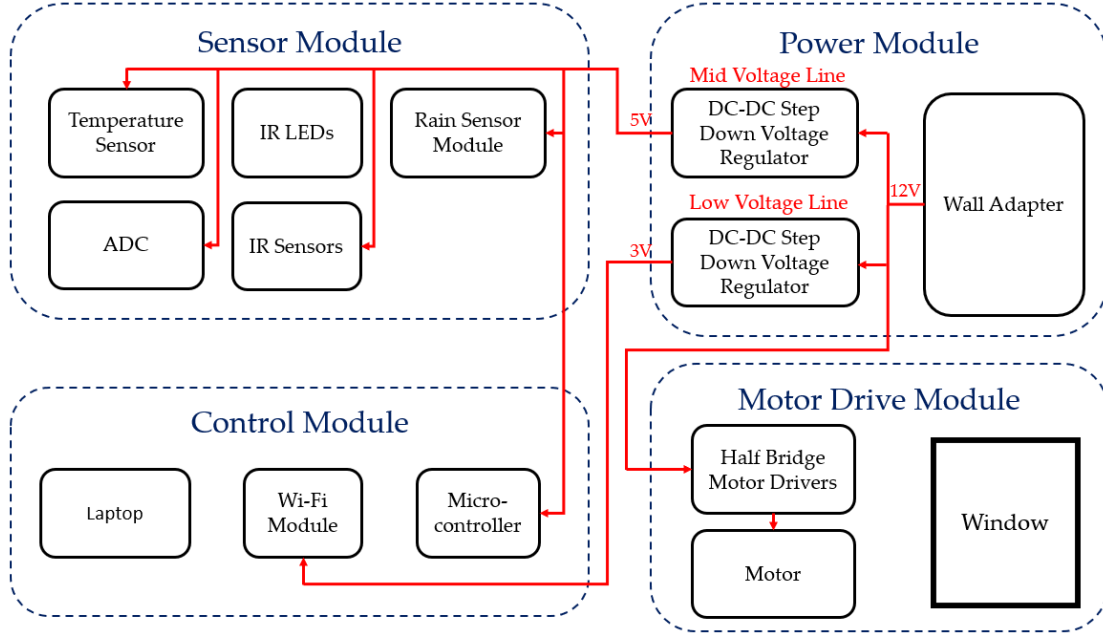 Sensor Module
Temperature
Sensor
IR LEDs
Rain Sensor
Module
ADC
IR Sensors
Power Module
Mid Voltage Line
5V
DC-DC Step
Down Voltage
Regulator
12V
Wall Adapter
Low Voltage Line
3V
DC-DC Step
Down Voltage
Regulator
Control Module
Laptop
Wi-Fi
Module
Micro-
controller
Motor Drive Module
Half Bridge
Motor Drivers
Motor
Window